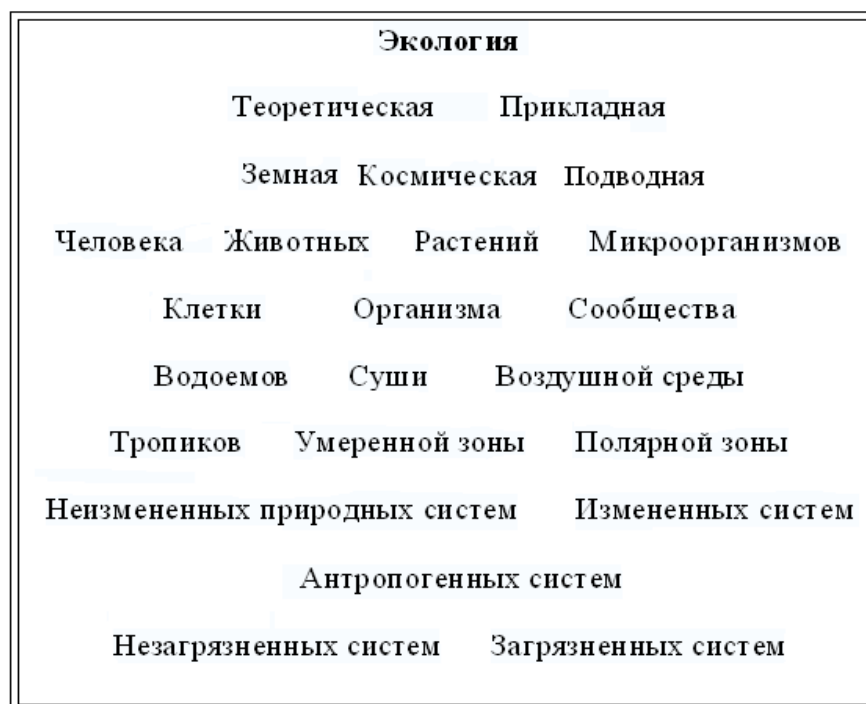 Экология
Теоретическая Прикладная
Земная Космическая Подводная
Человека Животных Растений Микроорганизмов
Клетки Организма Сообщества
Водоемов Суши Воздушной среды
Тропиков Умеренной зоны Полярной зоны
Неизмененных природных систем Измененных систем
Антропогенных систем
Незагрязненных систем Загрязненных систем